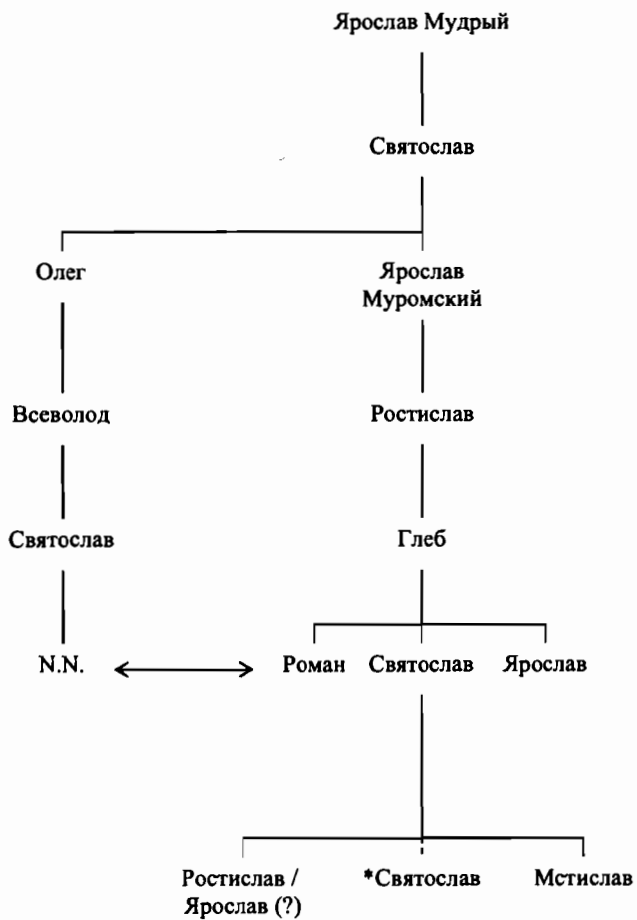 Ярослав Мудрый
Святослав
Олег Ярослав
Муромский
Всеволод Ростислав
Святослав Глеб
N.N. Роман Святослав Ярослав
Ростислав / *Святослав Мстислав
Ярослав (?)